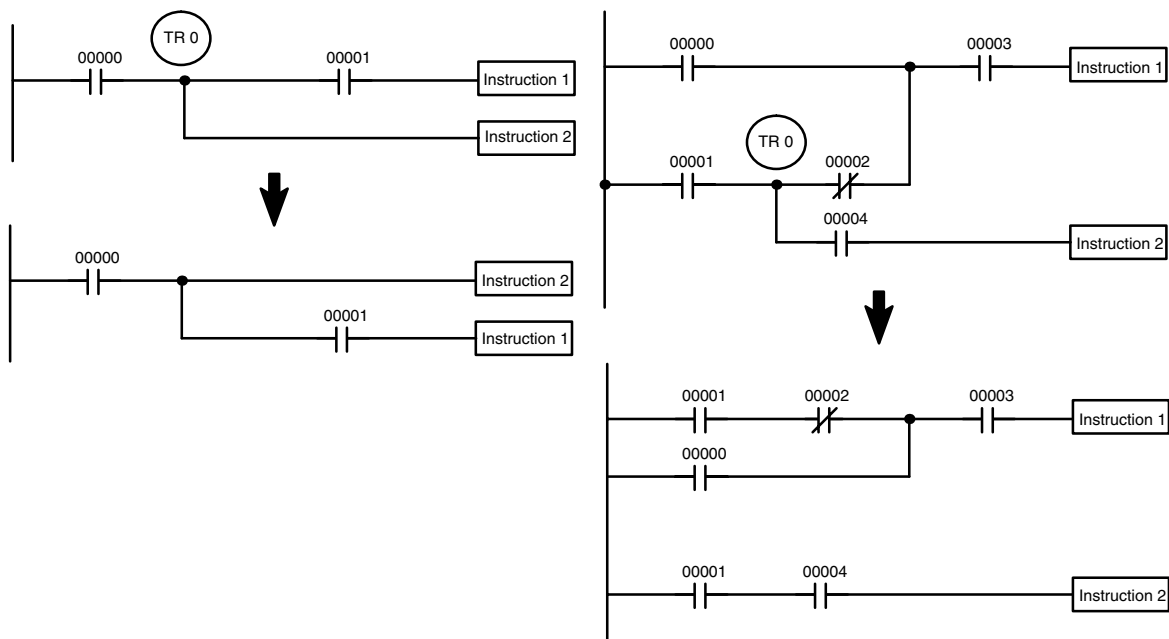 TR 0
00000
00001
Instruction 1
Instruction 2
00000
Instruction 2
00001
Instruction 1
00000
00003
Instruction 1
TR 0
00001
00002
00004
Instruction 2
00001
00002
00003
Instruction 1
00000
00001
00004
Instruction 2